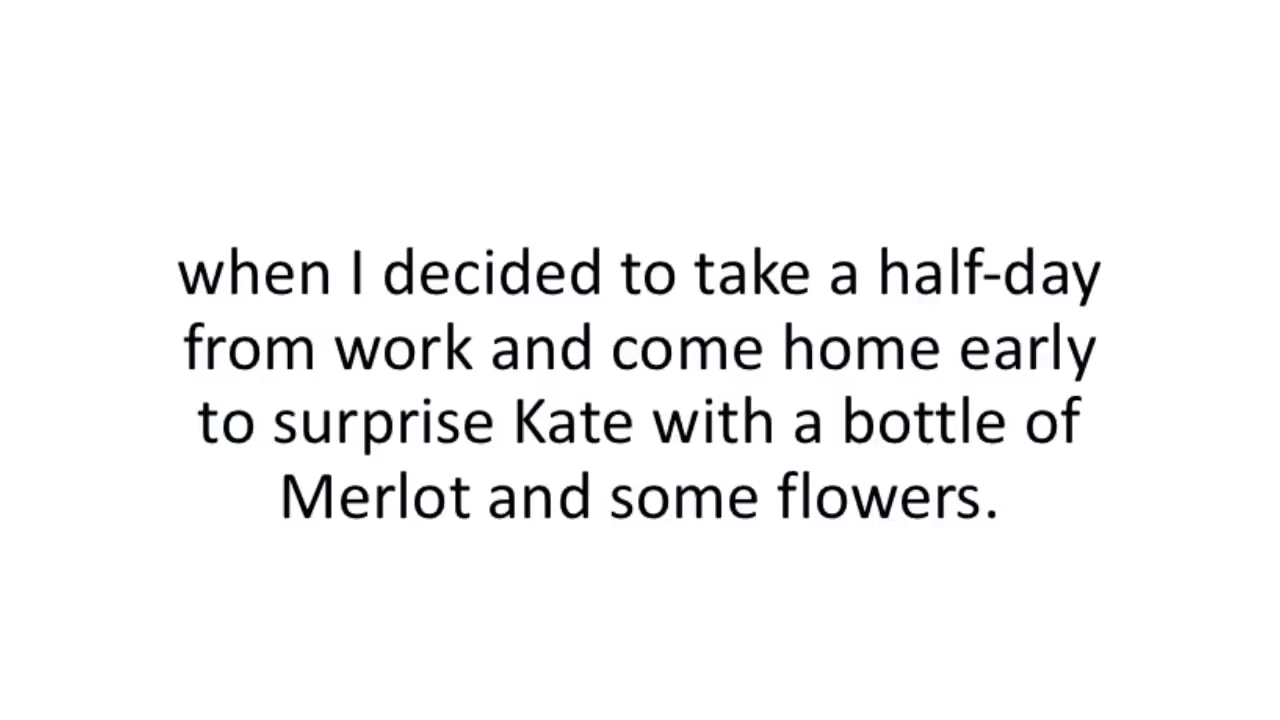 when I decided to take a half-day
from work and come home early
to surprise Kate with a bottle of
Merlot and some flowers.